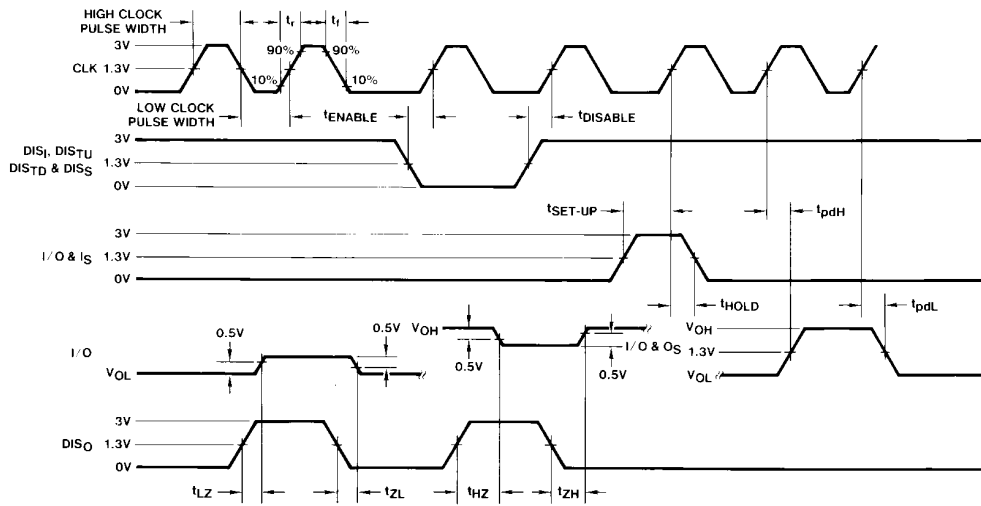 HIGH CLOCK
PULSE WIDTH
tr
tf
3V
90%
90%
CLK 1.3V
10%
10%
0V
LOW CLOCK
PULSE WIDTH
tENABLE
tDISABLE
3V
DISI, DISTU
DISTD & DISS
1.3V
0V
tSET-UP
tpdH
3V
I/O & IS
1.3V
0V
tHOLD
tpdL
0.5V
0.5V
VOH
VOH
I/O
I/O & OS
1.3V
VOL
0.5V
0.5V
VOL
3V
DISO
1.3V
0V
tLZ
tZL
tHZ
tZH